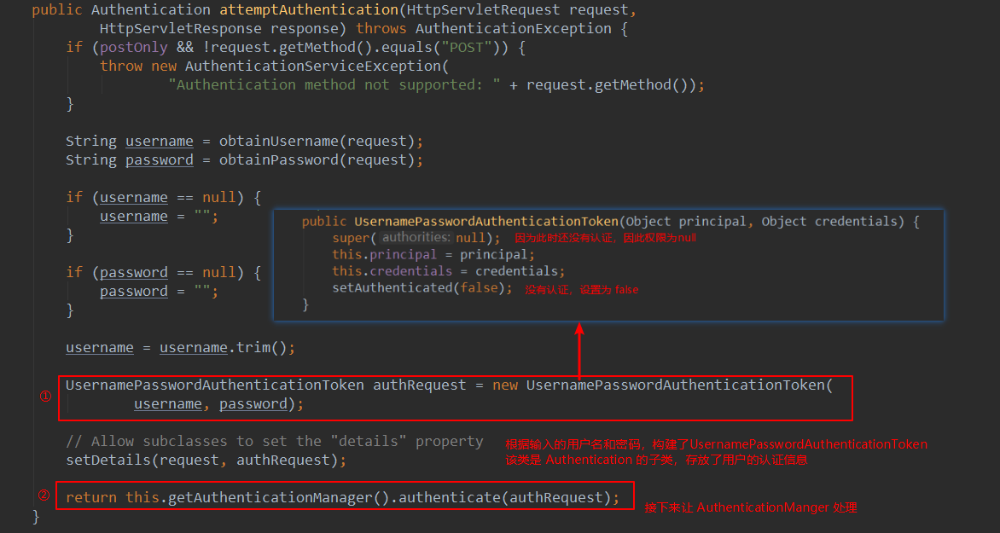 public Authentication attemptAuthentication(HttpServletRequest request,
HttpServletResponse response) throws AuthenticationException {
if (postOnly && !request.getMethod().equals("POST")) {
throw new AuthenticationServiceException(
"Authentication method not supported: " + request.getMethod());
}
String username = obtainUsername(request);
String password = obtainPassword(request);
if (username == null) {
username = "";
}
if (password == null) {
password = "";
}
public UsernamePasswordAuthenticationToken(Object principal, Object credentials) {
super( authorities: null); 因为此时还没有认证，因此权限为null
this.principal = principal;
this.credentials = credentials;
setAuthenticated(false); 没有认证，设置为 false
}
username = username.trim();
① UsernamePasswordAuthenticationToken authRequest = new UsernamePasswordAuthenticationToken(
username, password);
// Allow subclasses to set the "details" property
setDetails(request, authRequest);
根据输入的用户名和密码，构建了UsernamePasswordAuthenticationToken
该类是 Authentication 的子类，存放了用户的认证信息
② return this.getAuthenticationManager().authenticate(authRequest);
接下来让 AuthenticationManger 处理
}